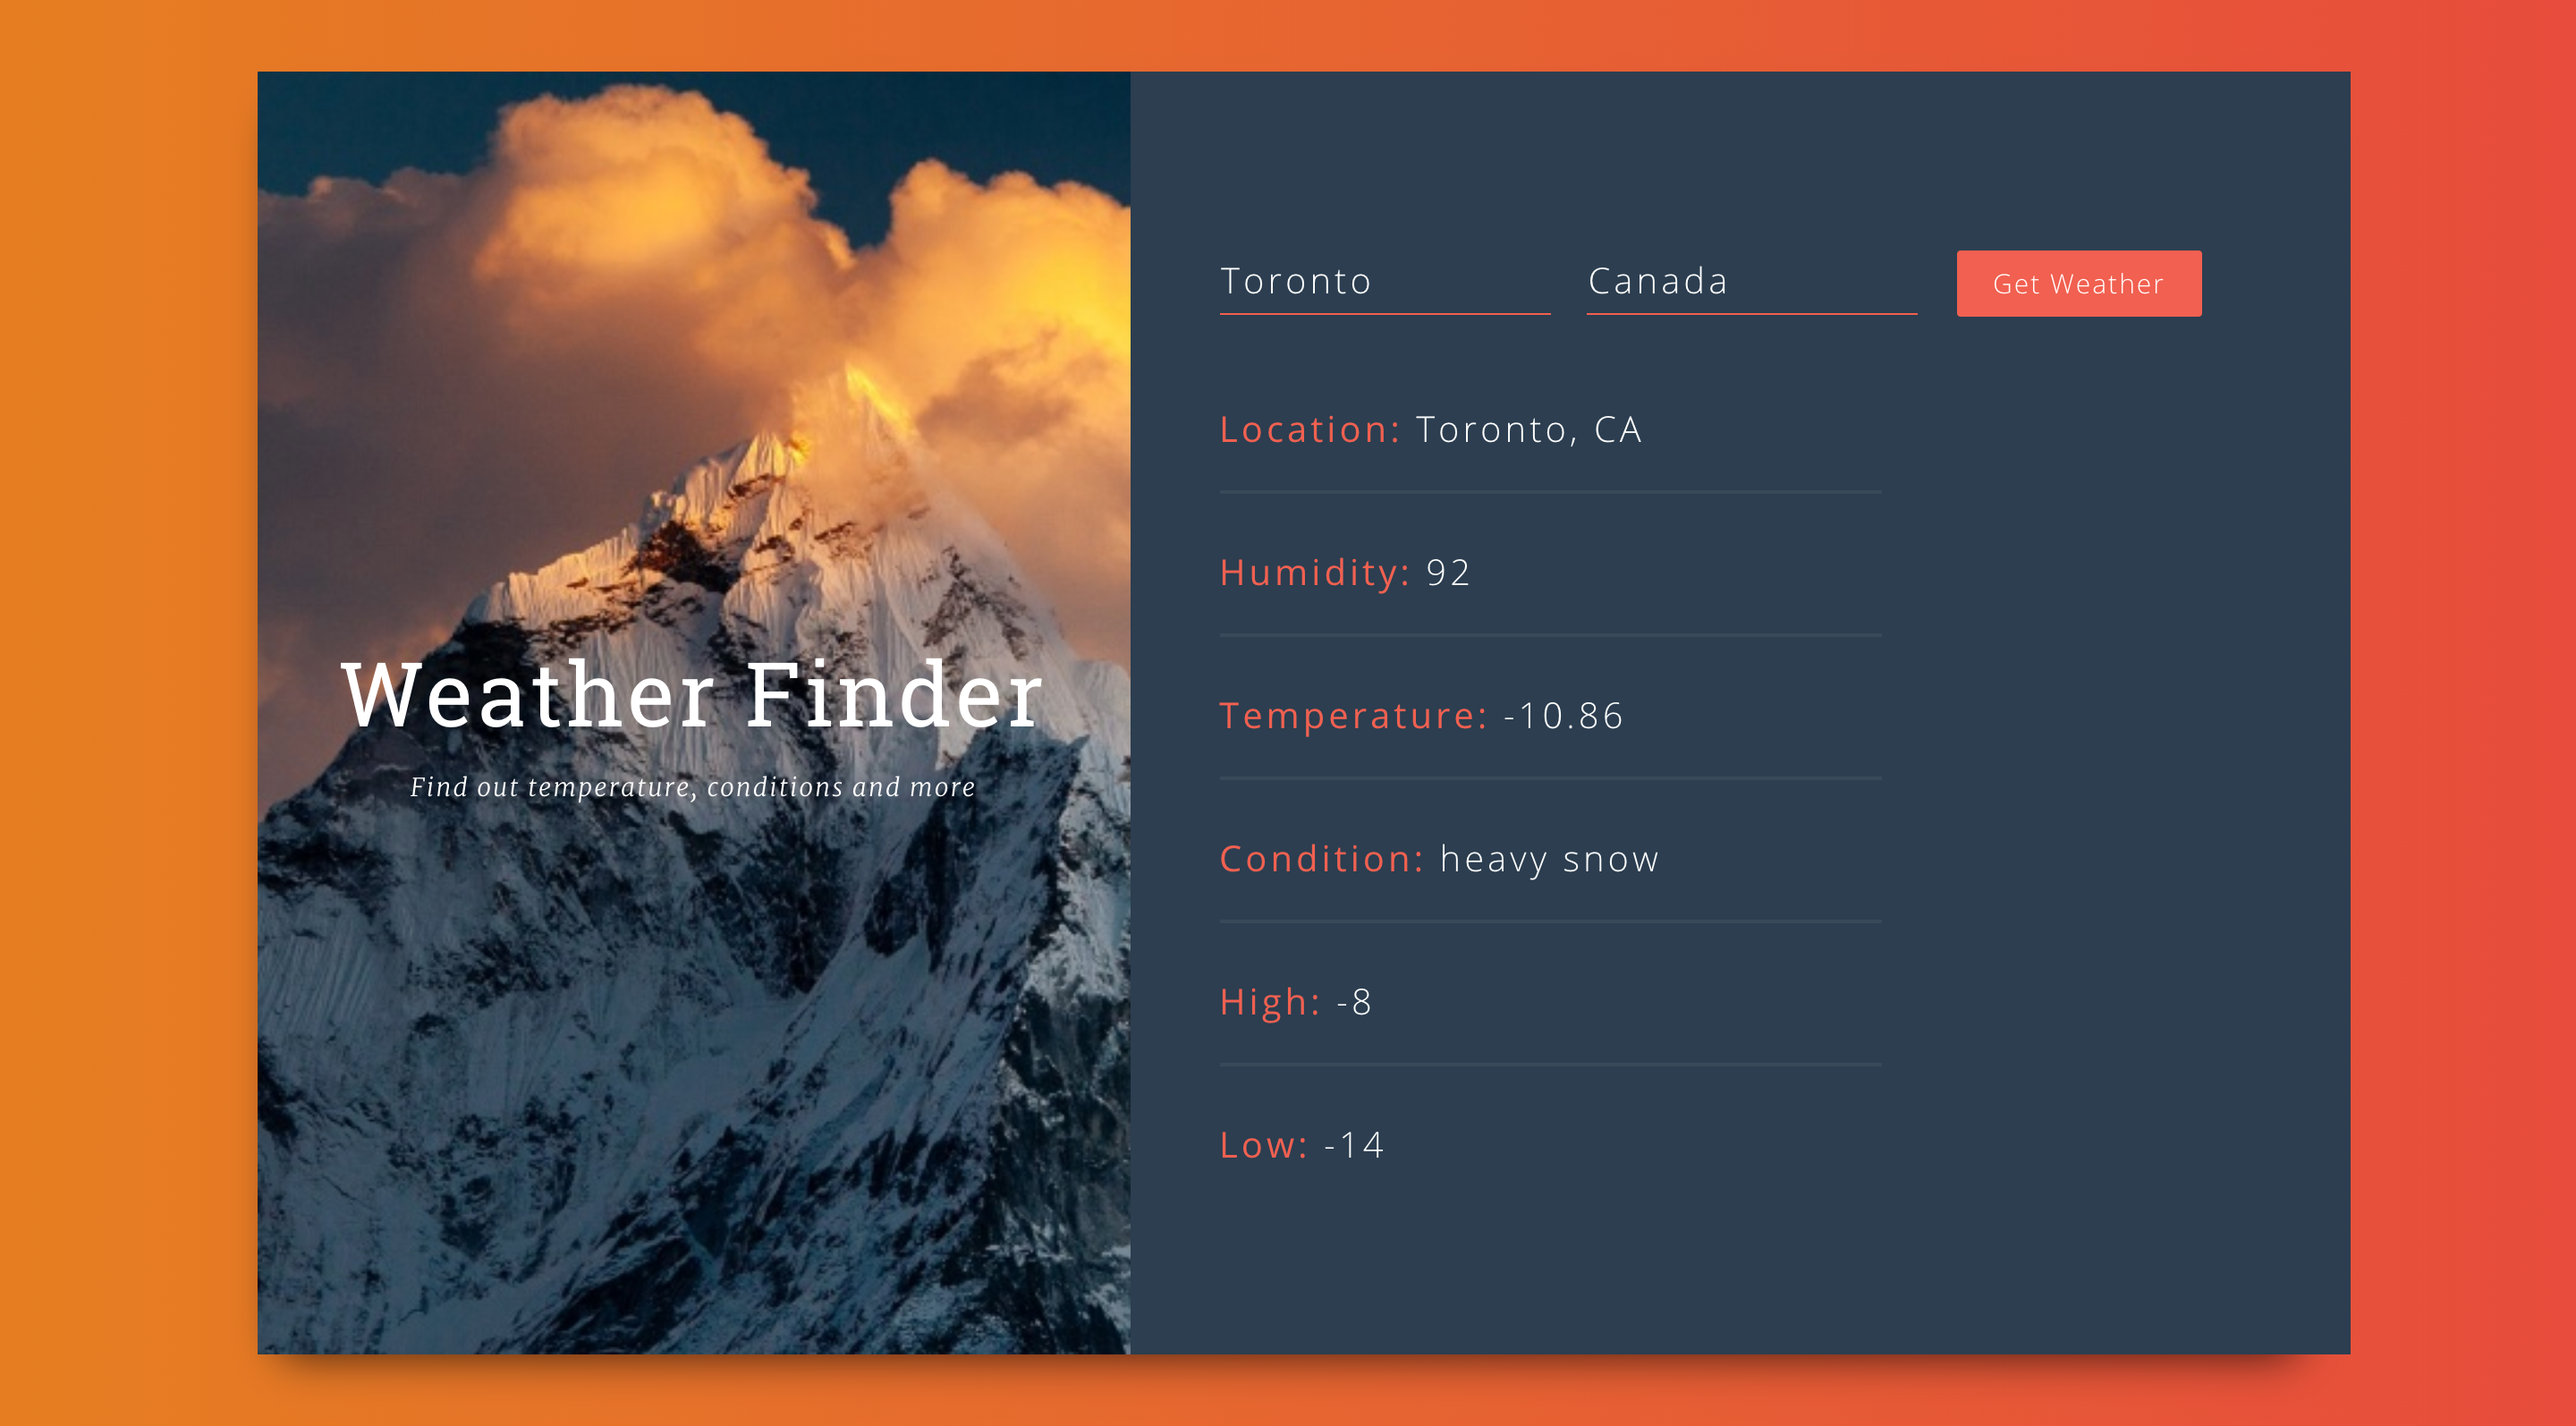 Weather Finder
Find out temperature, conditions and more
Toronto
Canada
Get Weather
Location: Toronto, CA
Humidity: 92
Temperature: -10.86
Condition: heavy snow
High: -8
Low: -14